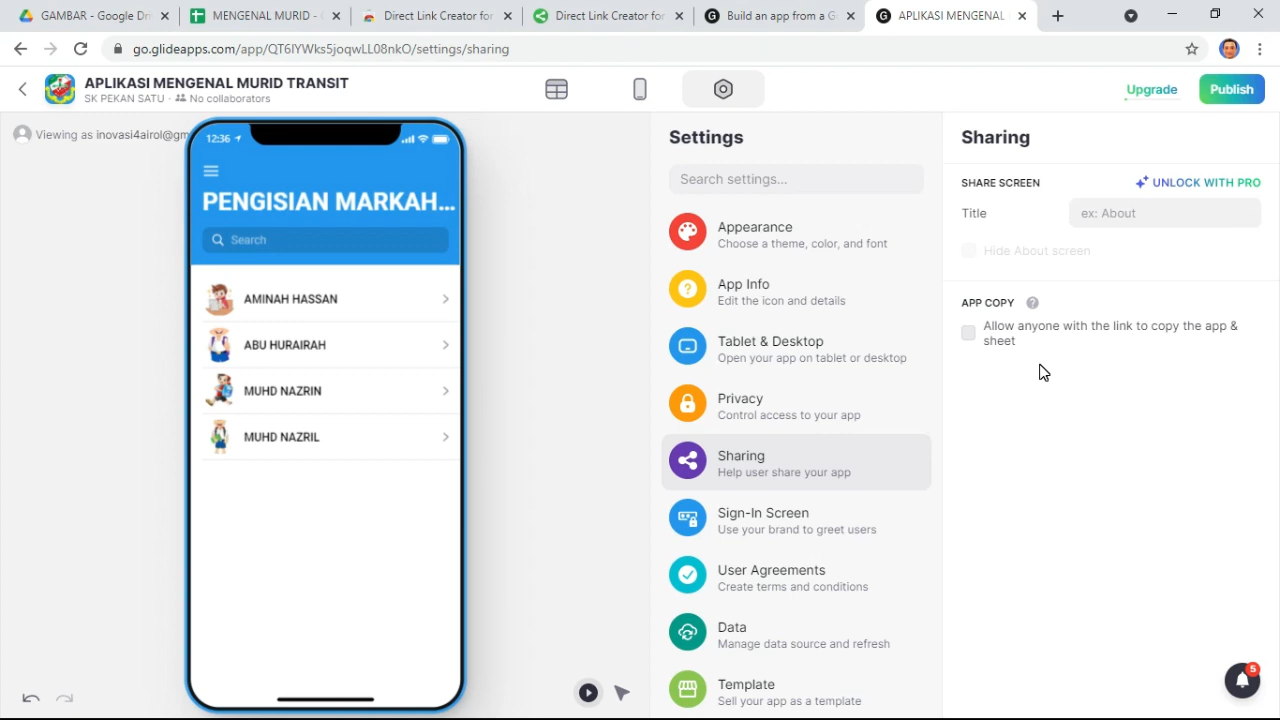 GAMBAR - Google Dri
MENGENAL MURID -
Direct Link Creator for
Direct Link Creator for
Build an app from a G
APLIKASI MENGENAL
go.glideapps.com/app/QT6IYWks5joqwLL08nkO/settings/sharing
APLIKASI MENGENAL MURID TRANSIT
SK PEKAN SATU · No collaborators
Upgrade
Publish
Viewing as inovasi4airol@gm
12:36
PENGISIAN MARKAH...
Search
AMINAH HASSAN
ABU HURAIRAH
MUHD NAZRIN
MUHD NAZRIL
Settings
Search settings...
Appearance
Choose a theme, color, and font
App Info
Edit the icon and details
Tablet & Desktop
Open your app on tablet or desktop
Privacy
Control access to your app
Sharing
Help user share your app
Sign-In Screen
Use your brand to greet users
User Agreements
Create terms and conditions
Data
Manage data source and refresh
Template
Sell your app as a template
Sharing
SHARE SCREEN
UNLOCK WITH PRO
Title
ex: About
Hide About screen
APP COPY ?
Allow anyone with the link to copy the app &
sheet
5